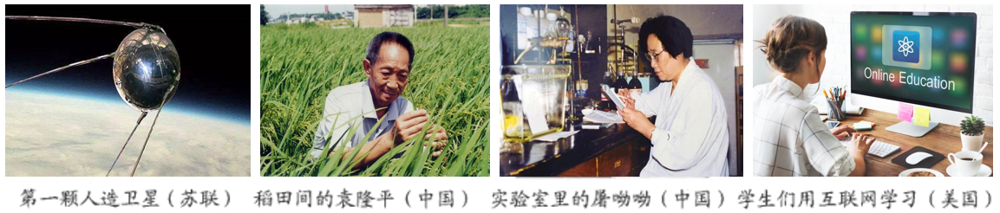 Online Education
第一颗人造卫星（苏联）
稻田间的袁隆平（中国）
实验室里的屠呦呦（中国）
学生们用互联网学习（美国）